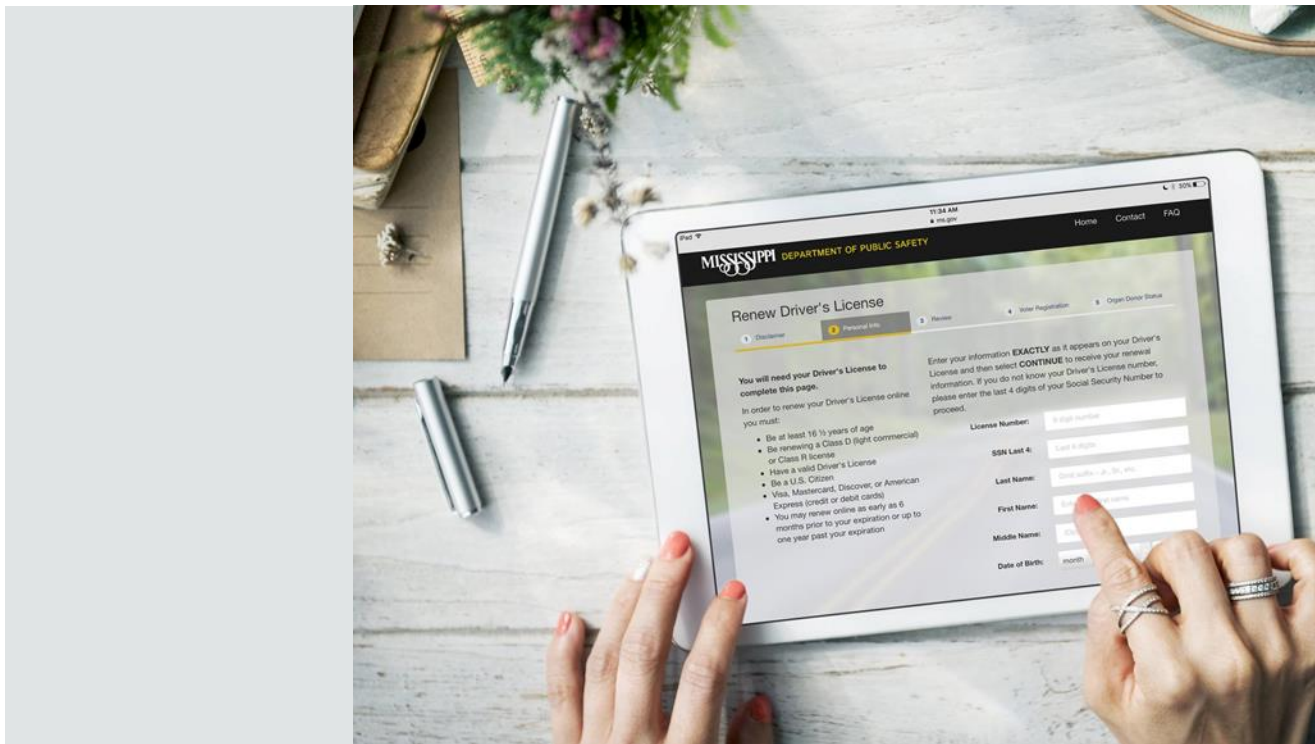 iPad
11:34 AM
50%
ms.gov
MISSISSIPPI DEPARTMENT OF PUBLIC SAFETY
Home Contact FAQ
Renew Driver's License
1 Disclaimer
2 Personal Info
3 Review
4 Voter Registration
5 Organ Donor Status
You will need your Driver's License to
complete this page.
In order to renew your Driver's License online
you must:
• Be at least 16 ½ years of age
• Be renewing a Class D (light commercial)
or Class R license
• Have a valid Driver's License
• Be a U.S. Citizen
• Visa, Mastercard, Discover, or American
Express (credit or debit cards)
• You may renew online as early as 6
months prior to your expiration or up to
one year past your expiration
Enter your information EXACTLY as it appears on your Driver's
License and then select CONTINUE to receive your renewal
information. If you do not know your Driver's License number,
please enter the last 4 digits of your Social Security Number to
proceed.
License Number: 9 digit number
SSN Last 4: Last 4 digits
Last Name:
First Name:
Middle Name:
Date of Birth: month